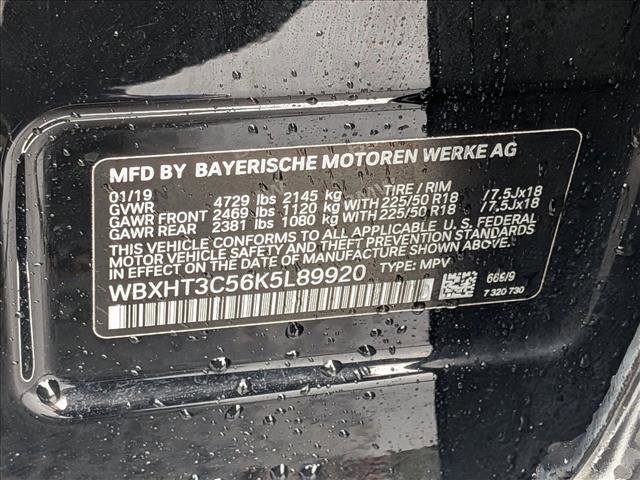 MFD BY BAYERISCHE MOTOREN WERKE AG
01/19 TIRE / RIM
GVWR 4729 lbs 2145 kg
GAWR FRONT 2469 lbs 1120 kg WITH 225/50 R18 /7.5Jx18
GAWR REAR 2381 lbs 1080 kg WITH 225/50 R18 /7.5Jx18
THIS VEHICLE CONFORMS TO ALL APPLICABLE U. S. FEDERAL
MOTOR VEHICLE SAFETY AND THEFT PREVENTION STANDARDS
IN EFFECT ON THE DATE OF MANUFACTURE SHOWN ABOVE.
WBXHT3C56K5L89920 TYPE: MPV
7 320 730